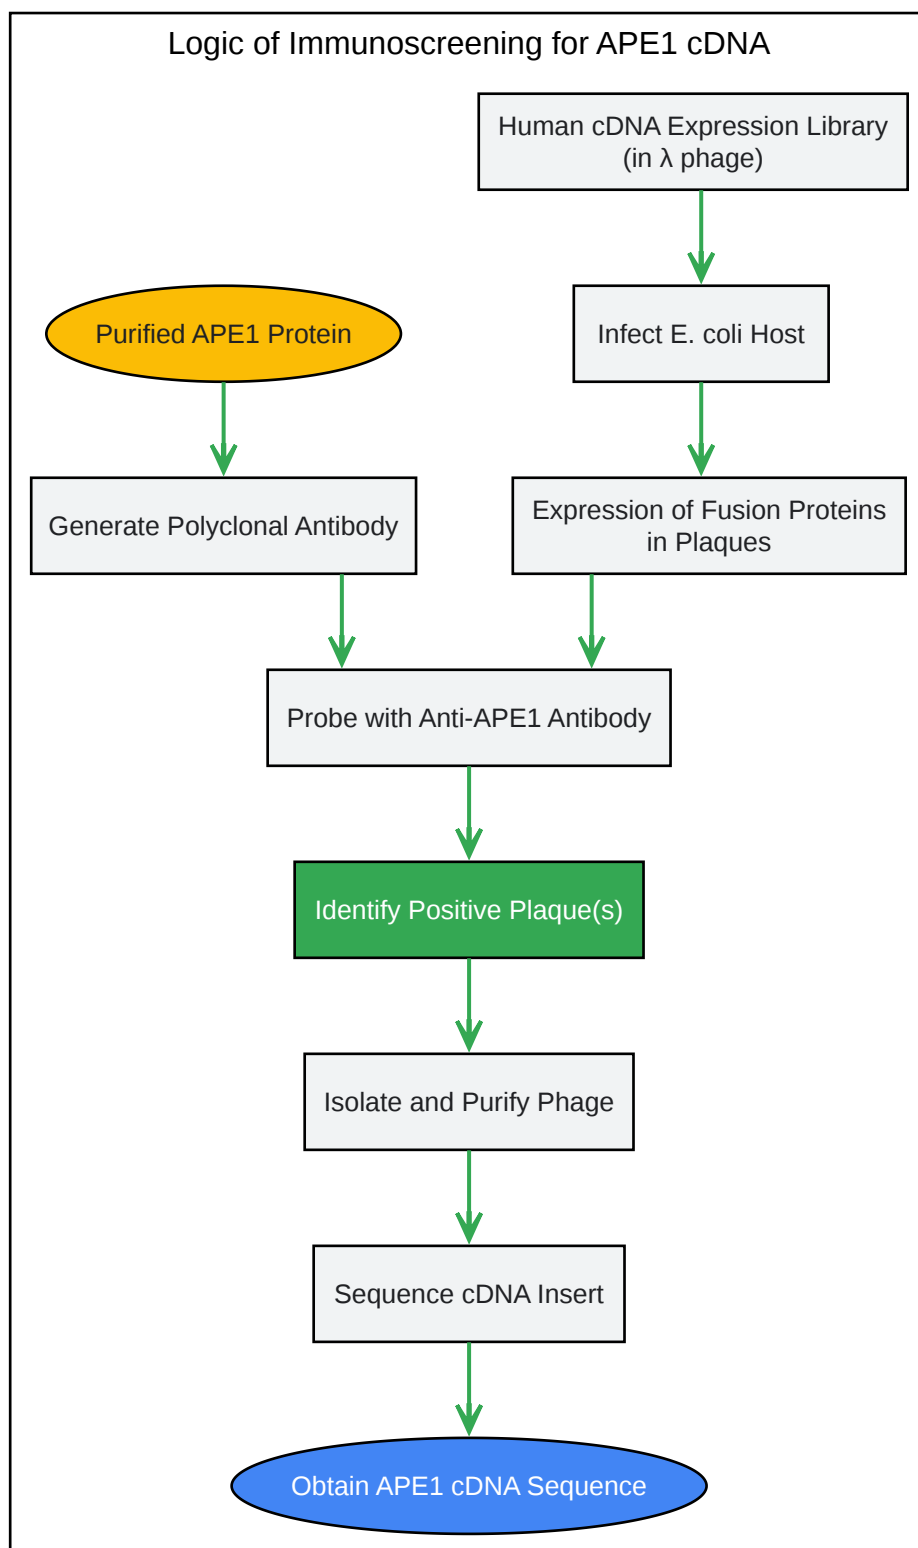 Logic of Immunoscreening for APE1 cDNA
Human cDNA Expression Library
(in λ phage)
Purified APE1 Protein
Infect E. coli Host
Generate Polyclonal Antibody
Expression of Fusion Proteins
in Plaques
Probe with Anti-APE1 Antibody
Identify Positive Plaque(s)
Isolate and Purify Phage
Sequence cDNA Insert
Obtain APE1 cDNA Sequence